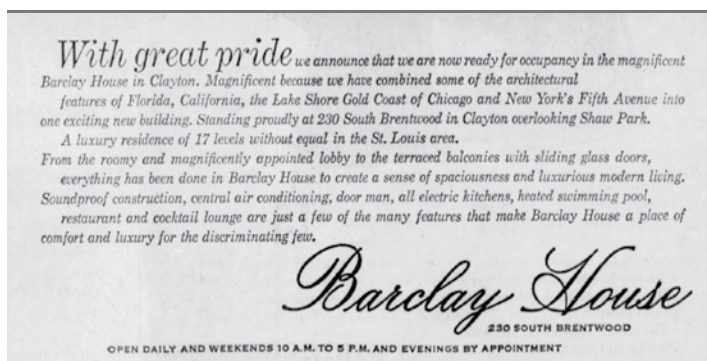 With great pride we announce that we are now ready for occupancy in the magnificent
Barclay House in Clayton. Magnificent because we have combined some of the architectural
features of Florida, California, the Lake Shore Gold Coast of Chicago and New York's Fifth Avenue into
one exciting new building. Standing proudly at 230 South Brentwood in Clayton overlooking Shaw Park.
A luxury residence of 17 levels without equal in the St. Louis area.
From the roomy and magnificently appointed lobby to the terraced balconies with sliding glass doors,
everything has been done in Barclay House to create a sense of spaciousness and luxurious modern living.
Soundproof construction, central air conditioning, door man, all electric kitchens, heated swimming pool,
restaurant and cocktail lounge are just a few of the many features that make Barclay House a place of
comfort and luxury for the discriminating few.
Barclay House
230 SOUTH BRENTWOOD
OPEN DAILY AND WEEKENDS 10 A.M. TO 5 P.M. AND EVENINGS BY APPOINTMENT